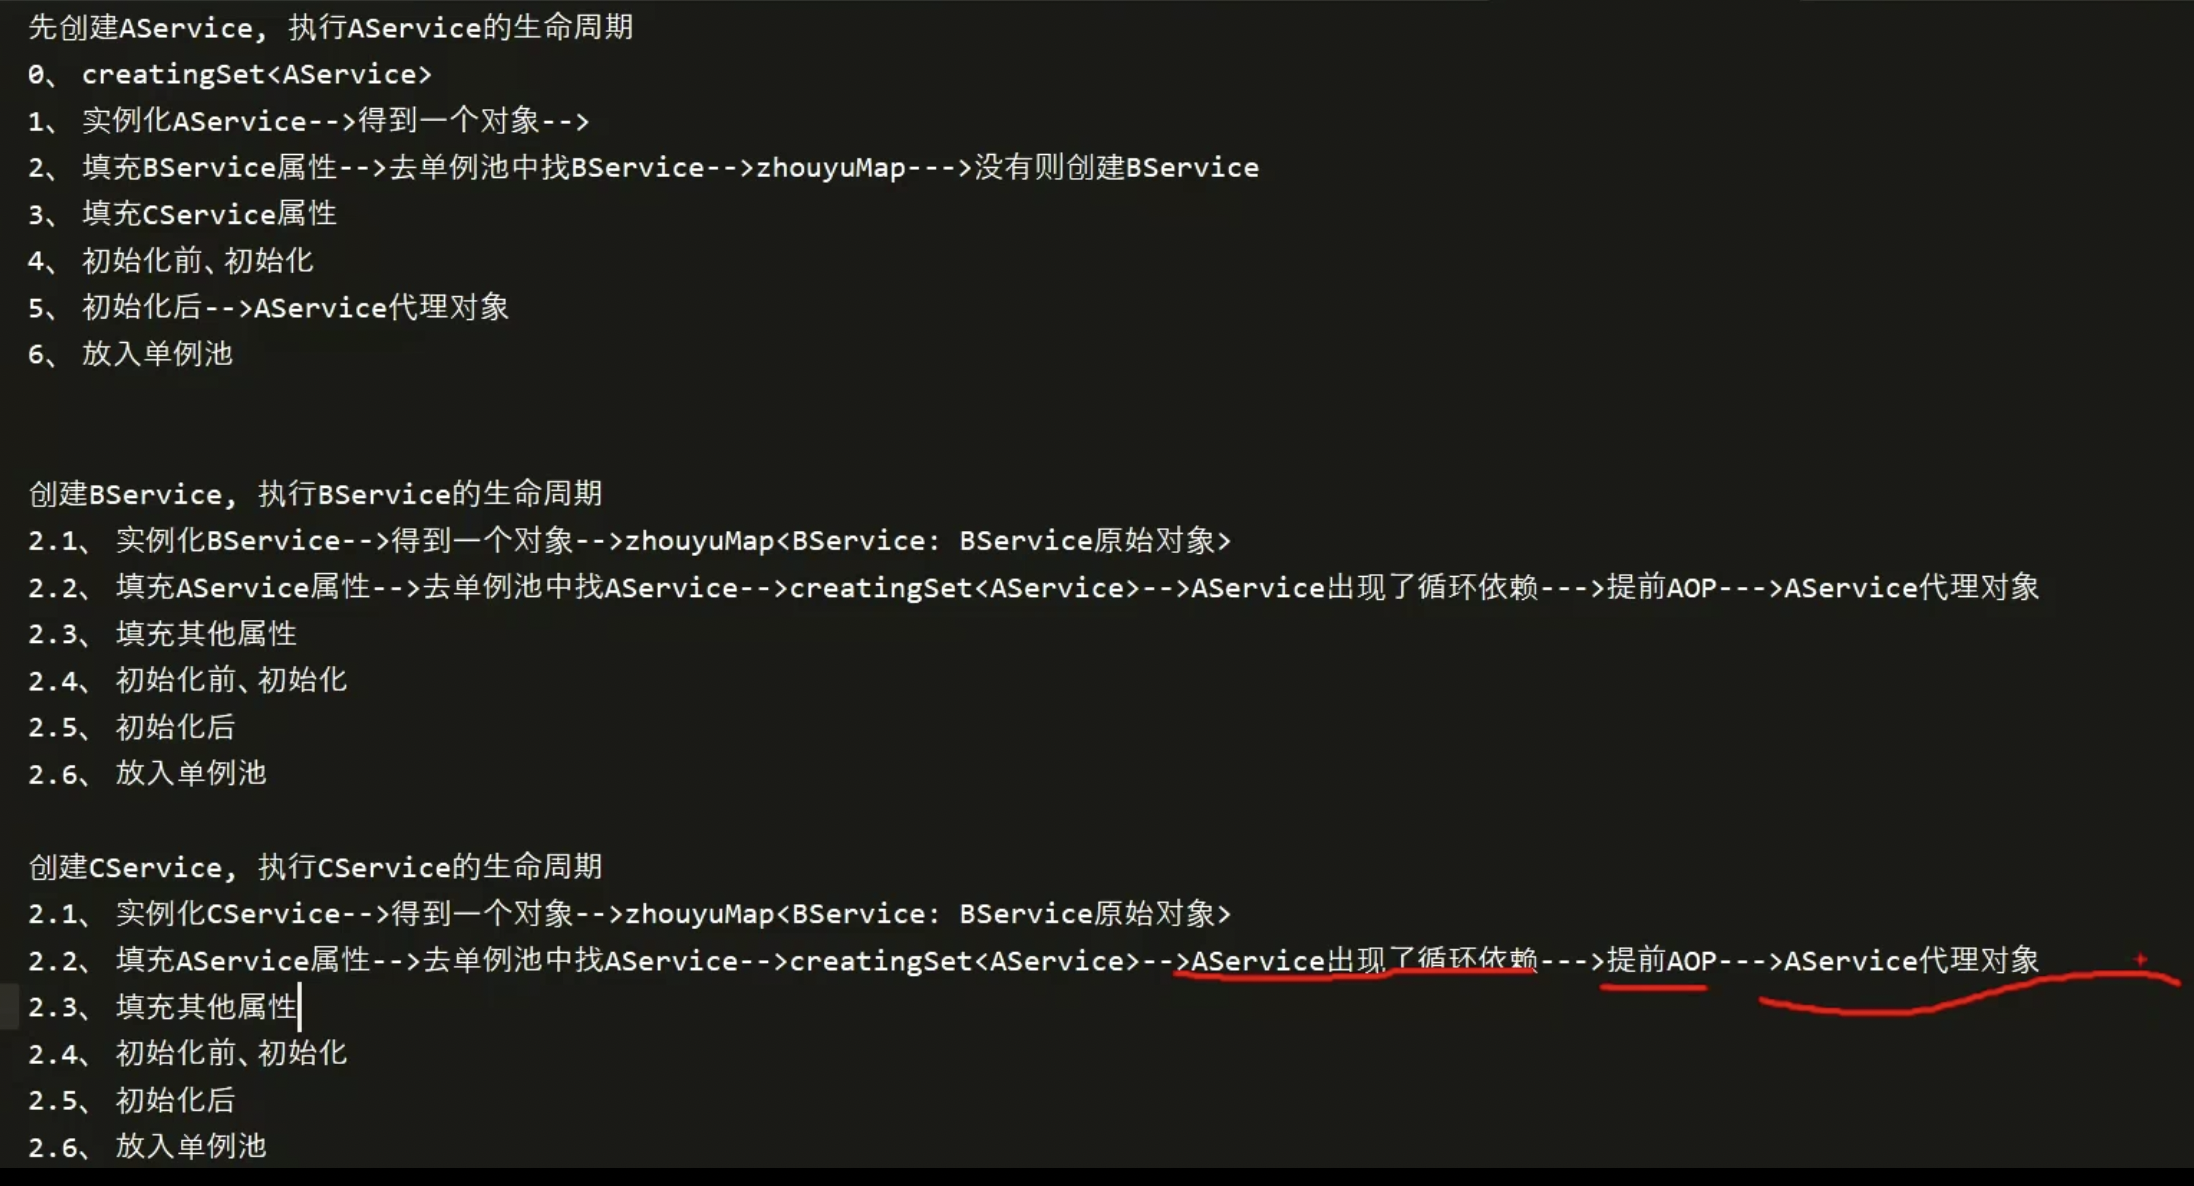 先创建AService, 执行AService的生命周期
0、 creatingSet<AService>
1、 实例化AService-->得到一个对象-->
2、 填充BService属性-->去单例池中找BService-->zhouyuMap--->没有则创建BService
3、 填充CService属性
4、 初始化前、初始化
5、 初始化后-->AService代理对象
6、 放入单例池
创建BService, 执行BService的生命周期
2.1、 实例化BService-->得到一个对象-->zhouyuMap<BService: BService原始对象>
2.2、 填充AService属性-->去单例池中找AService-->creatingSet<AService>-->AService出现了循环依赖--->提前AOP--->AService代理对象
2.3、 填充其他属性
2.4、 初始化前、初始化
2.5、 初始化后
2.6、 放入单例池
创建CService, 执行CService的生命周期
2.1、 实例化CService-->得到一个对象-->zhouyuMap<BService: BService原始对象>
2.2、 填充AService属性-->去单例池中找AService-->creatingSet<AService>-->AService出现了循环依赖--->提前AOP--->AService代理对象
2.3、 填充其他属性
2.4、 初始化前、初始化
2.5、 初始化后
2.6、 放入单例池